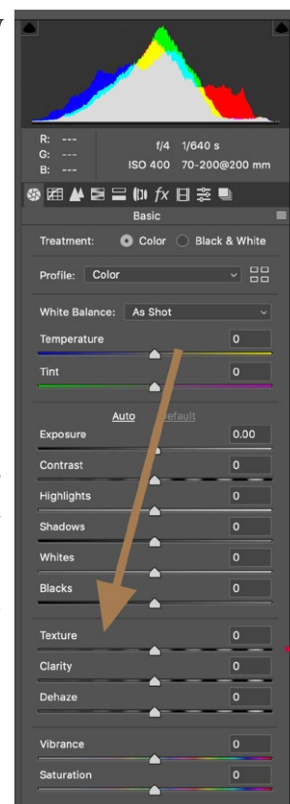 R: ---
G: ---
B: ---
f/4 1/640 s
ISO 400 70-200@200 mm
fx
Basic
Treatment: Color Black & White
Profile: Color
White Balance: As Shot
Temperature 0
Tint 0
Auto
Exposure 0.00
Contrast 0
Highlights 0
Shadows 0
Whites 0
Blacks 0
Texture 0
Clarity 0
Dehaze 0
Vibrance 0
Saturation 0